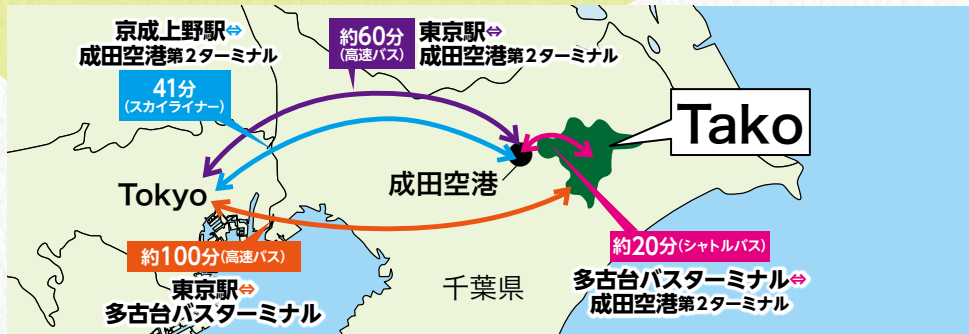 京成上野駅⇔
成田空港第2ターミナル
41分
(スカイライナー)
約60分
(高速バス)
東京駅⇔
成田空港第2ターミナル
Tako
Tokyo
成田空港
約100分(高速バス)
東京駅⇔
多古台バスターミナル
千葉県
約20分(シャトルバス)
多古台バスターミナル⇔
成田空港第2ターミナル